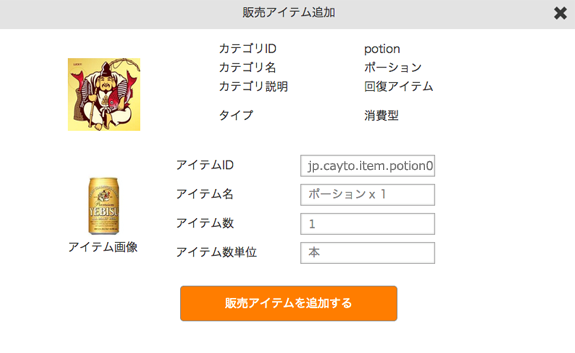 販売アイテム追加
カテゴリID potion
カテゴリ名 ポーション
カテゴリ説明 回復アイテム
タイプ 消費型
アイテムID jp.cayto.item.potion0
アイテム名 ポーション x 1
YEBISU
アイテム数 1
アイテム画像
アイテム数単位 本
販売アイテムを追加する